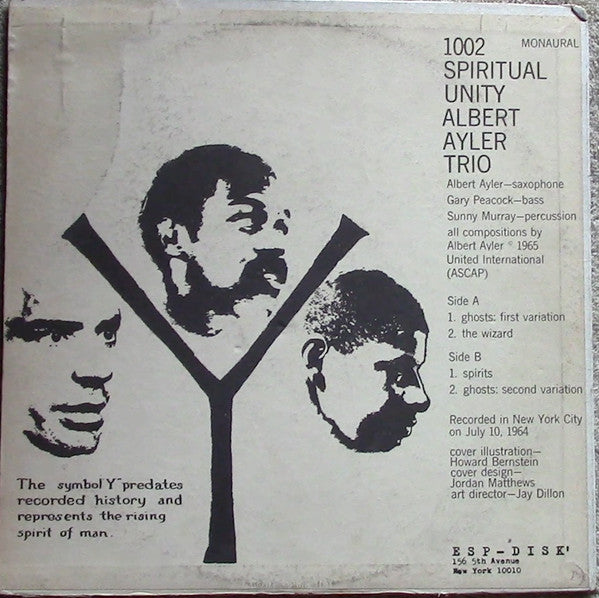 1002
MONAURAL
SPIRITUAL
UNITY
ALBERT
AYLER
TRIO
Albert Ayler—saxophone
Gary Peacock—bass
Sunny Murray—percussion
all compositions by
Albert Ayler © 1965
United International
(ASCAP)
Side A
1. ghosts: first variation
2. the wizard
Side B
1. spirits
2. ghosts: second variation
Recorded in New York City
on July 10, 1964
cover illustration—
Howard Bernstein
cover design—
Jordan Matthews
art director—Jay Dillon
The symbol Y" predates
recorded history and
represents the rising
spirit of man.
ESP-DISK'
156 5th Avenue
New York 10010